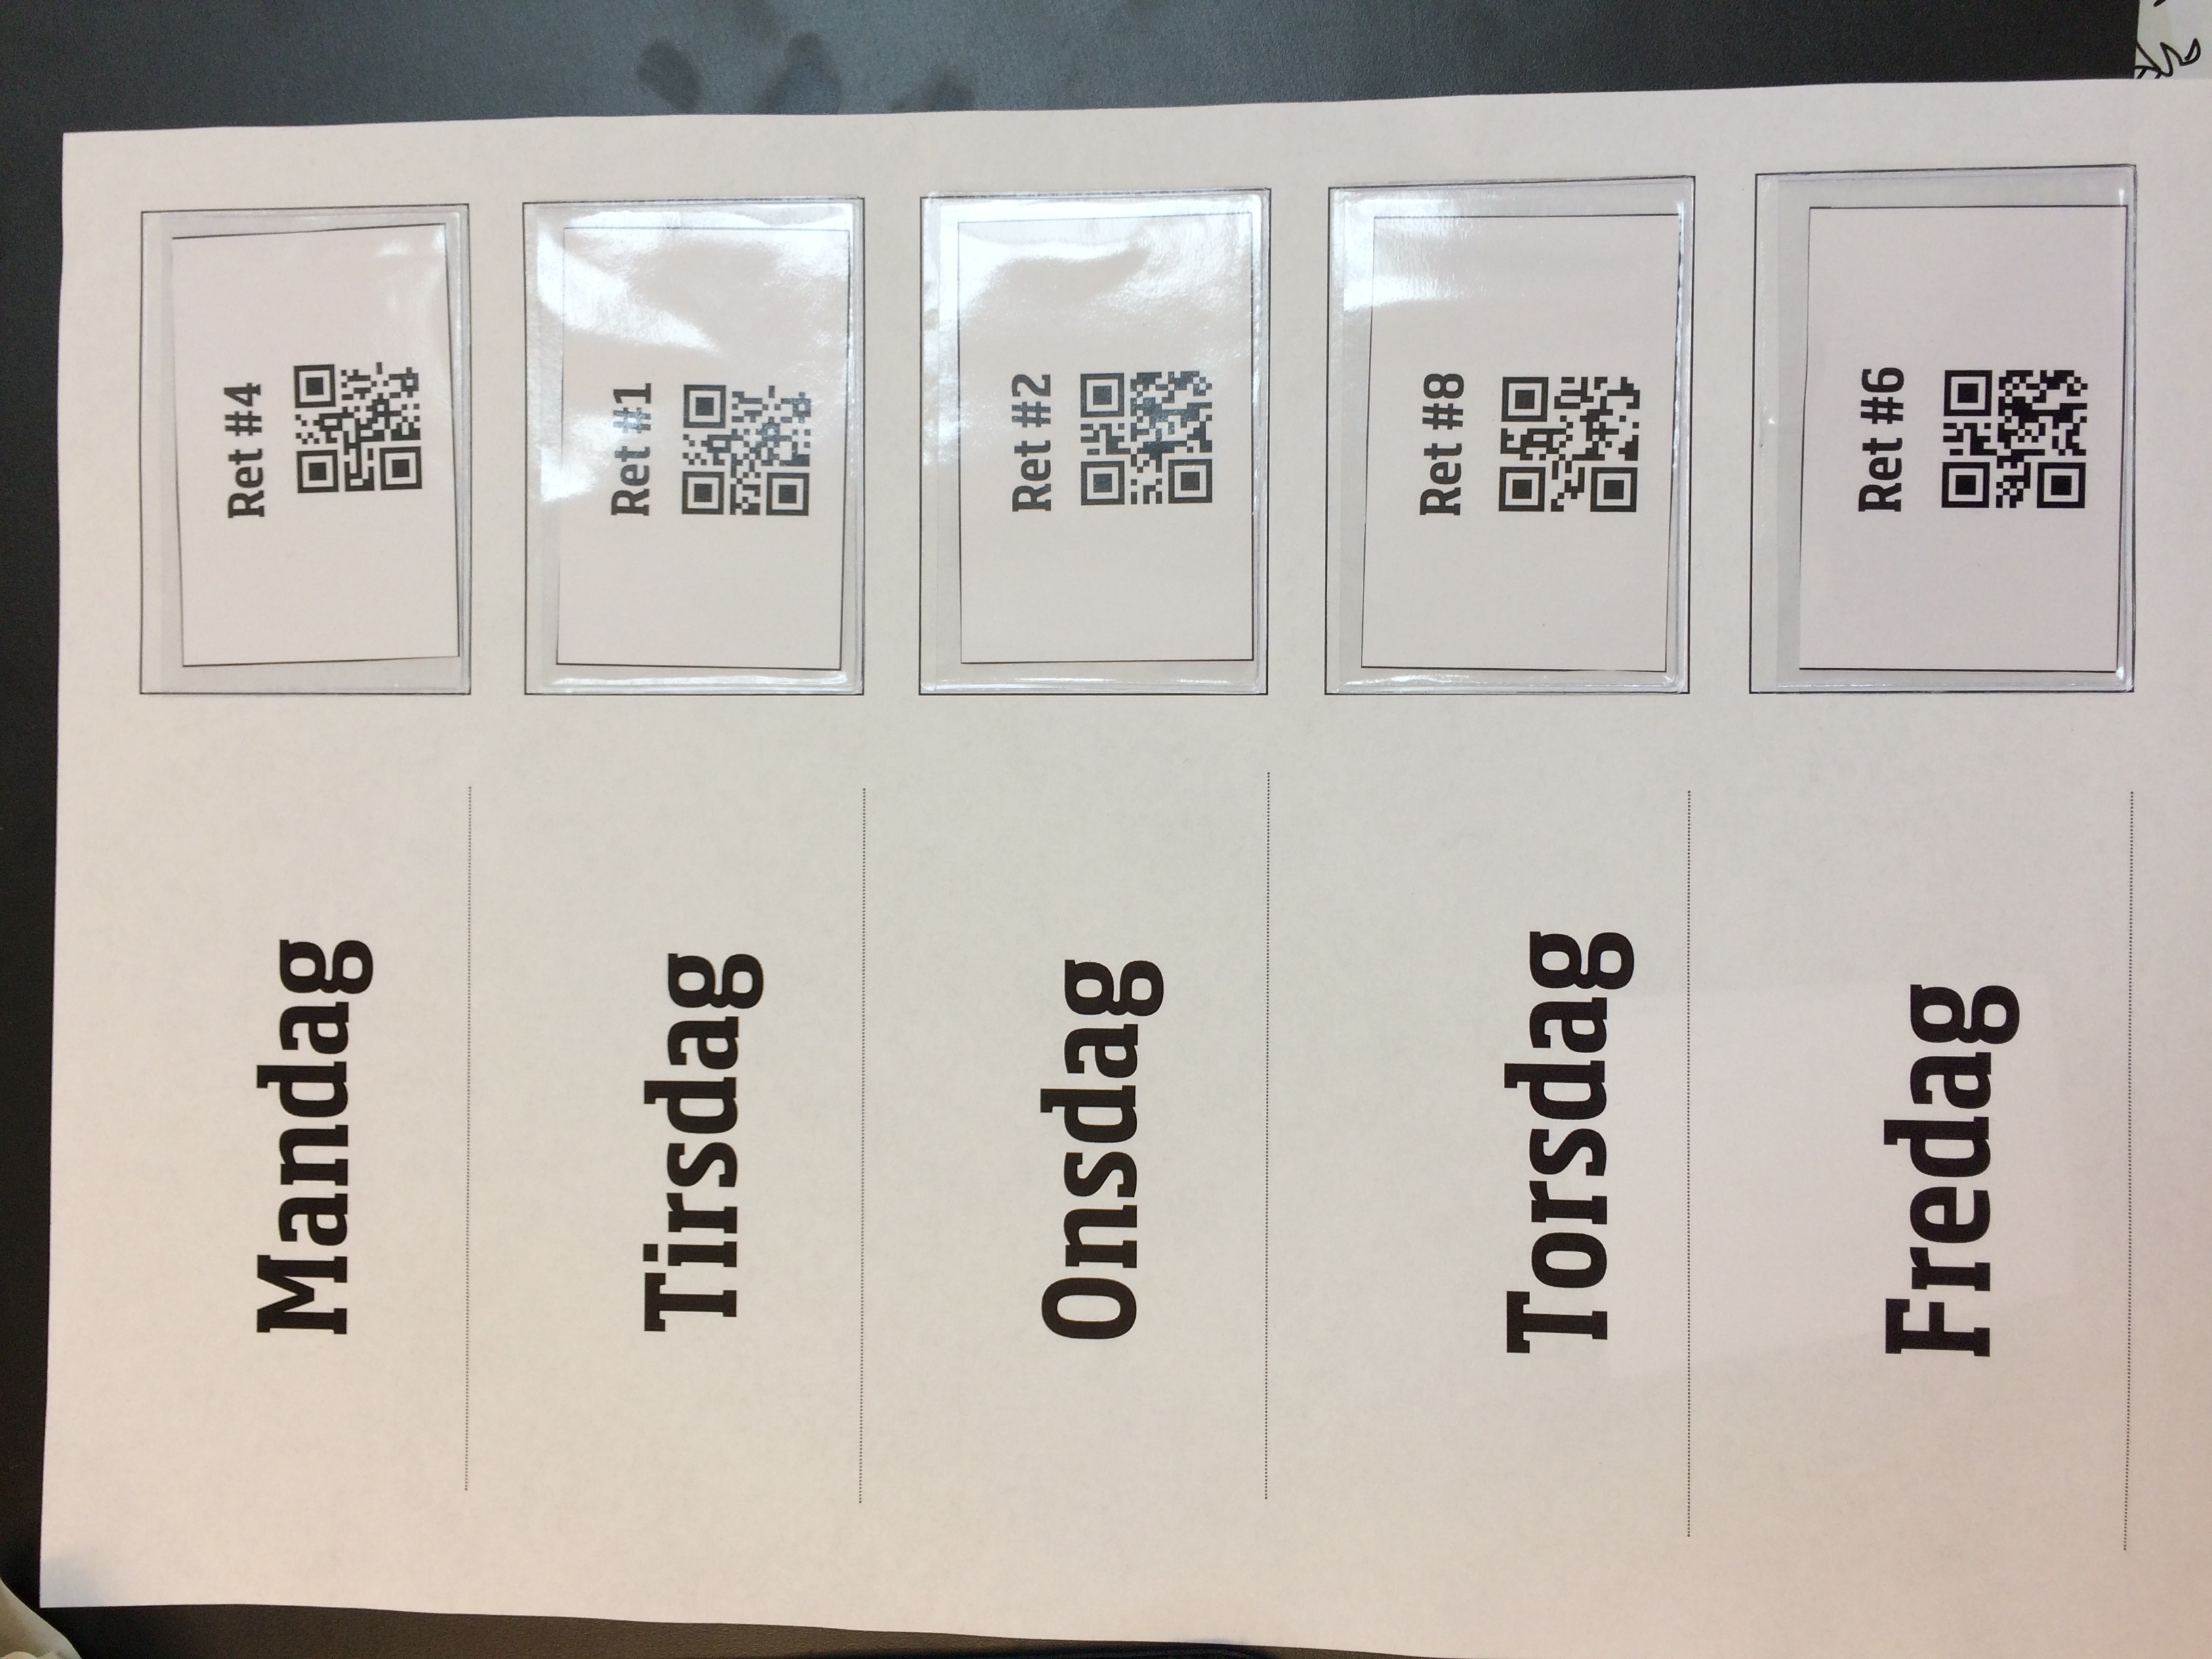 Mandag
Ret #4
Tirsdag
Ret #1
Onsdag
Ret #2
Torsdag
Ret #8
Fredag
Ret #6